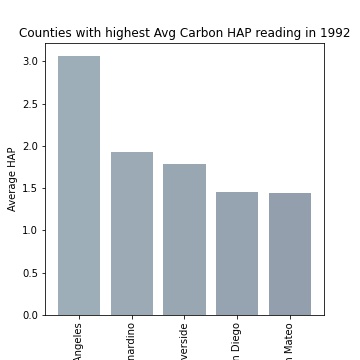 Counties with highest Avg Carbon HAP reading in 1992
Average HAP
3.0
2.5
2.0
1.5
1.0
0.5
0.0
Angeles
nardino
verside
n Diego
n Mateo